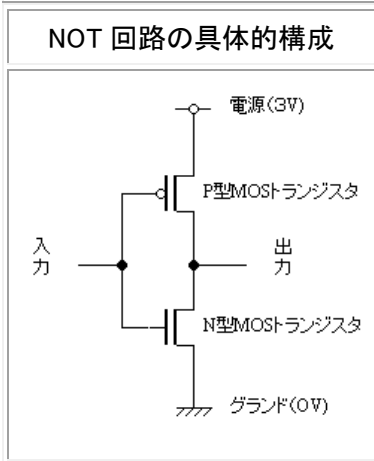 NOT 回路の具体的構成
電源(3V)
P型MOSトランジスタ
入力
出力
N型MOSトランジスタ
グランド(0V)